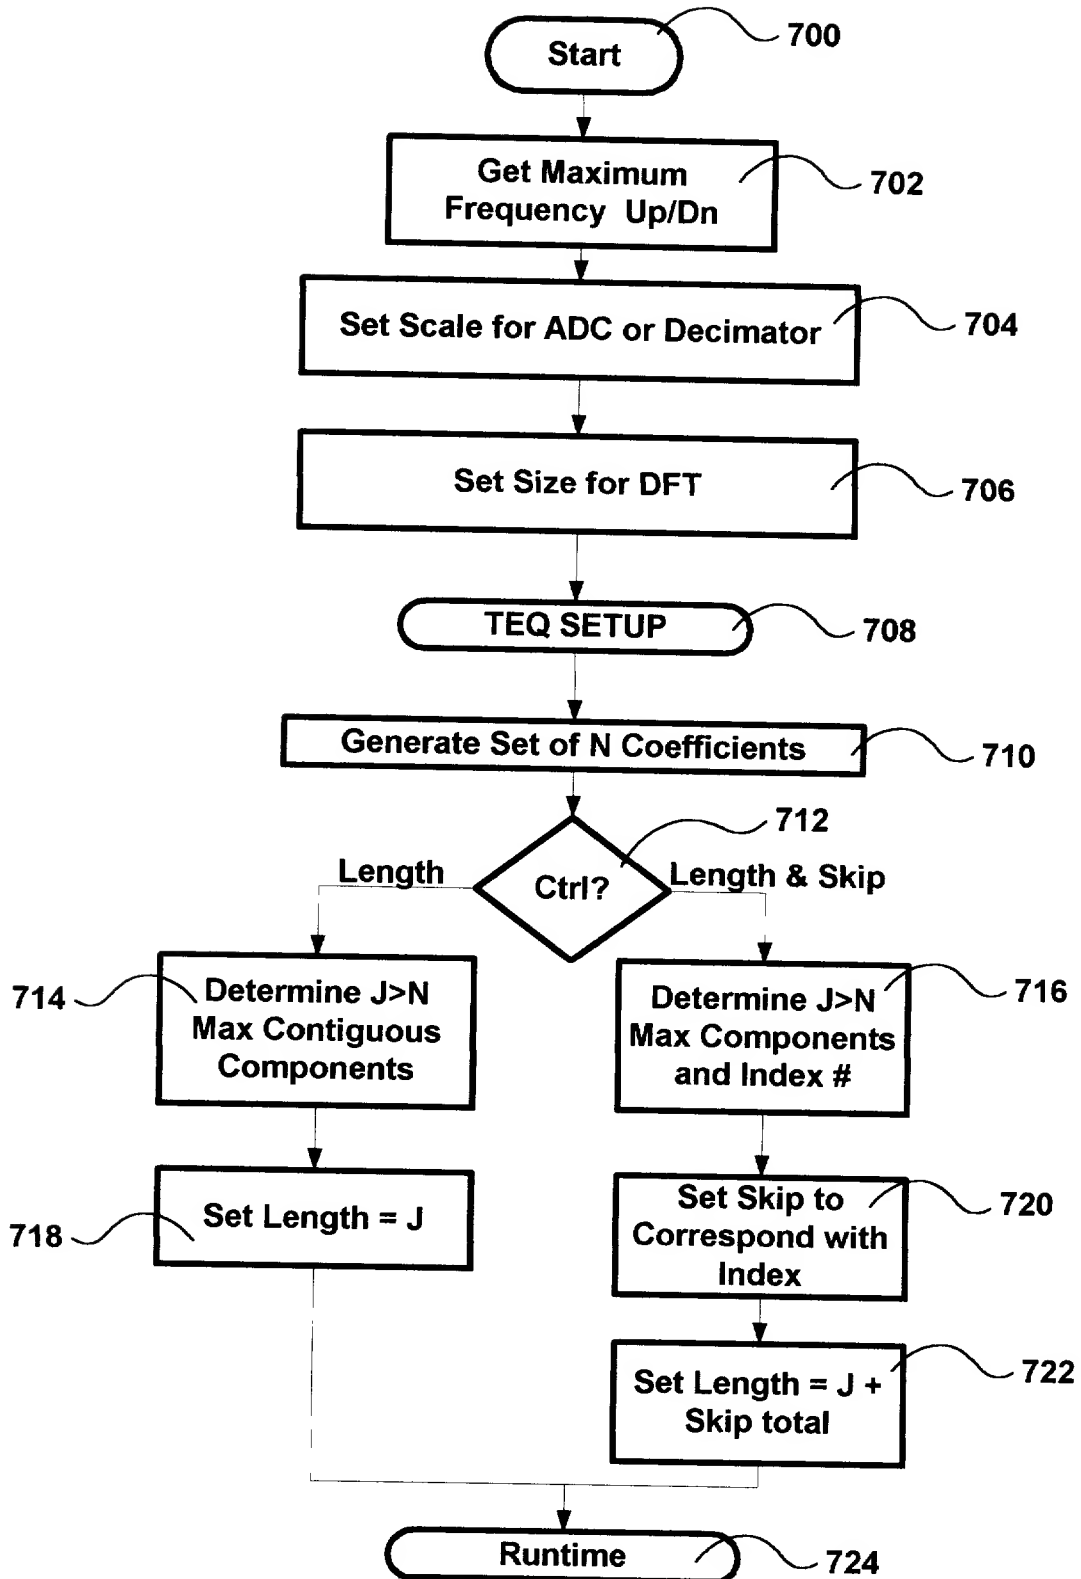 700
Start
Get Maximum
Frequency Up/Dn
702
Set Scale for ADC or Decimator
704
Set Size for DFT
706
TEQ SETUP
708
Generate Set of N Coefficients
710
712
Length
Ctrl?
Length & Skip
714
Determine J>N
Max Contiguous
Components
Determine J>N
Max Components
and Index #
716
718
Set Length = J
Set Skip to
Correspond with
Index
720
Set Length = J +
Skip total
722
Runtime
724